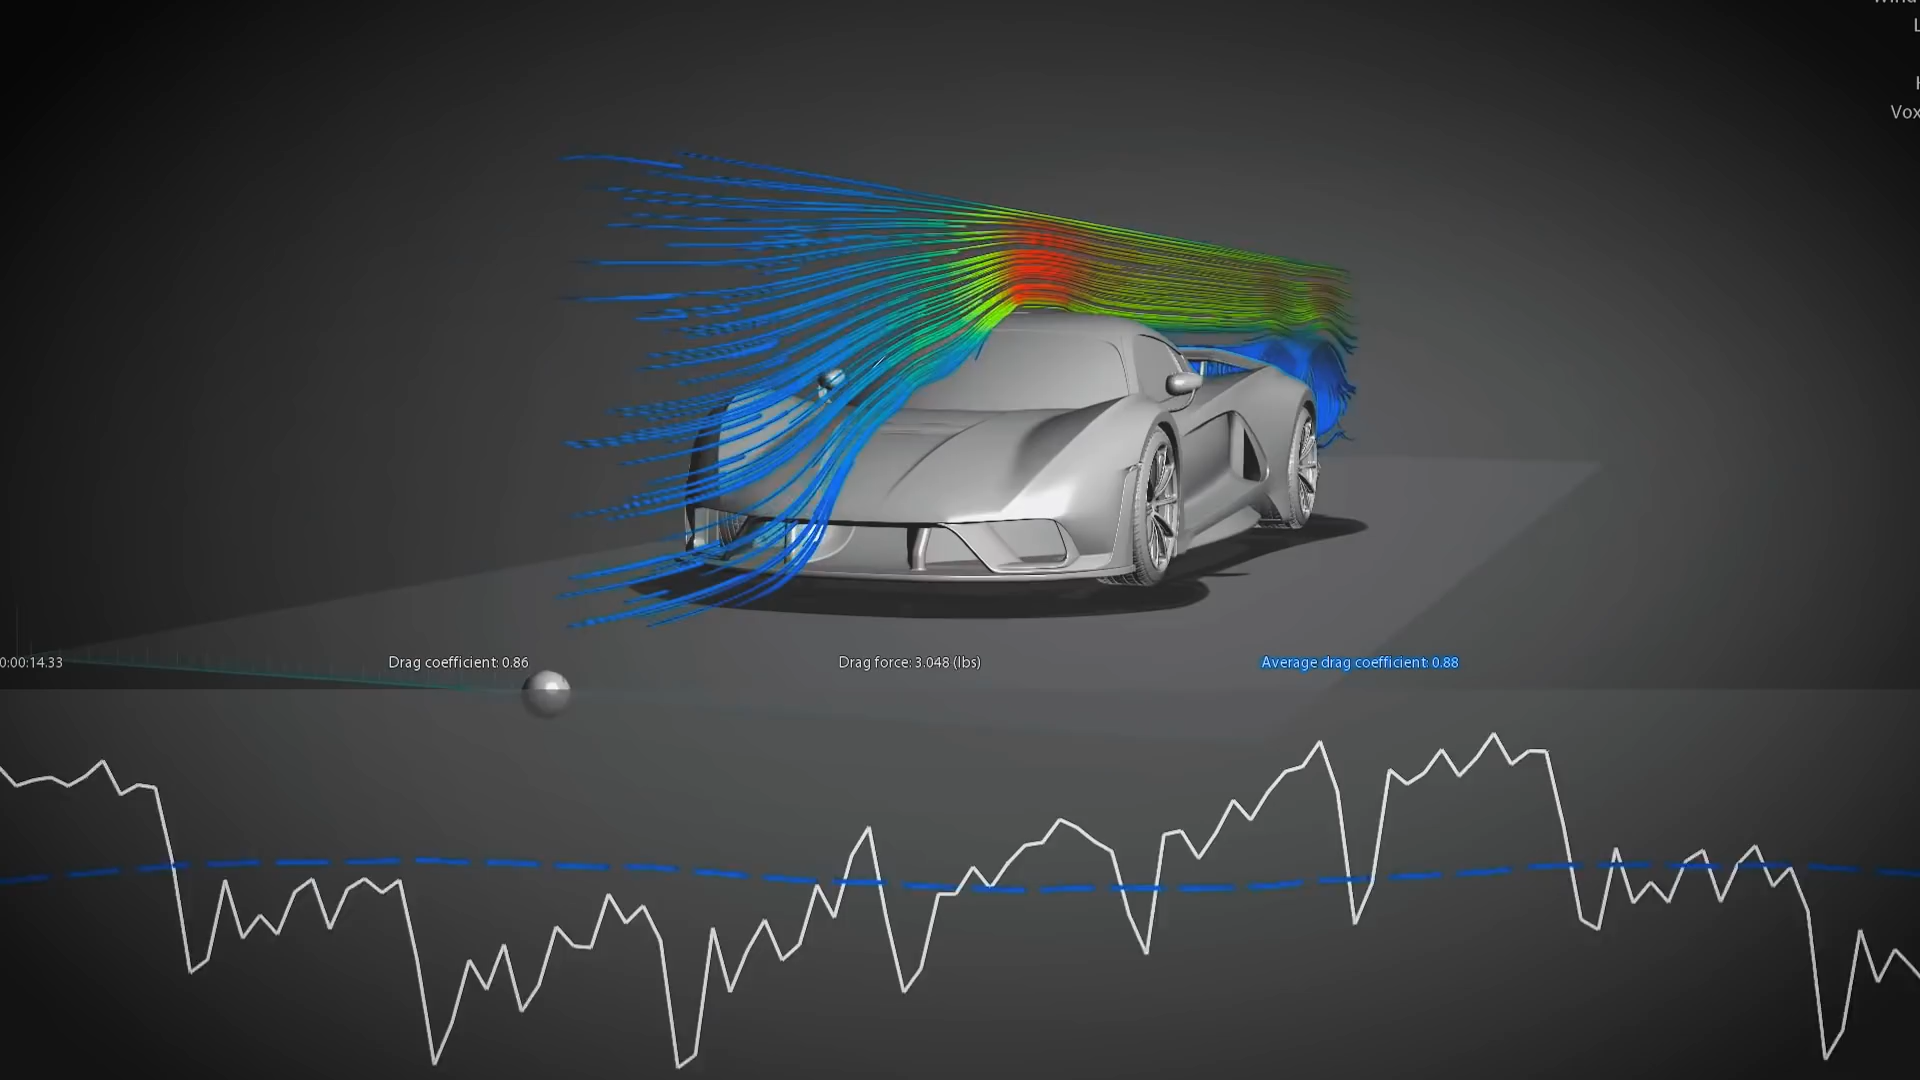 Vox
0:00:14.33
Drag coefficient: 0.86
Drag force: 3.048 (lbs)
Average drag coefficient: 0.88